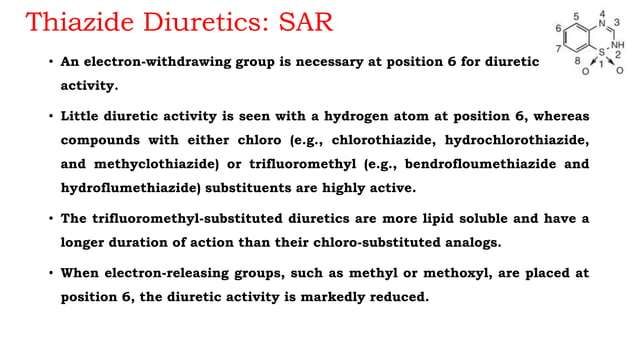 Thiazide Diuretics: SAR
• An electron-withdrawing group is necessary at position 6 for diuretic
activity.
• Little diuretic activity is seen with a hydrogen atom at position 6, whereas
compounds with either chloro (e.g., chlorothiazide, hydrochlorothiazide,
and methyclothiazide) or trifluoromethyl (e.g., bendrofloumethiazide and
hydroflumethiazide) substituents are highly active.
• The trifluoromethyl-substituted diuretics are more lipid soluble and have a
longer duration of action than their chloro-substituted analogs.
• When electron-releasing groups, such as methyl or methoxyl, are placed at
position 6, the diuretic activity is markedly reduced.
5 4
6 N 3
7 NH
8 S 2
O 1 O